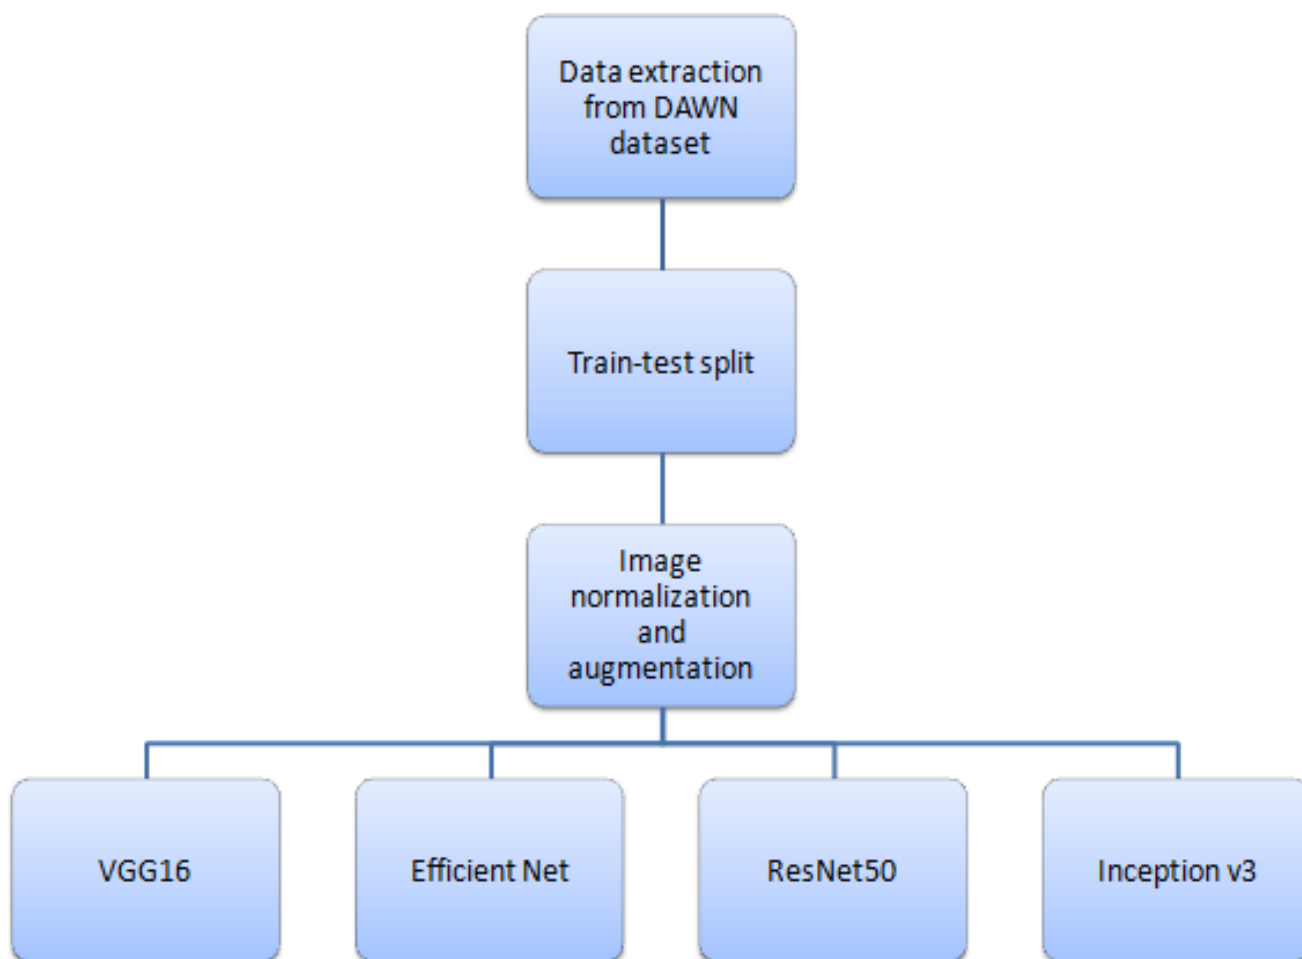 Data extraction
from DAWN
dataset
Train-test split
Image
normalization
and
augmentation
VGG16
Efficient Net
ResNet50
Inception v3